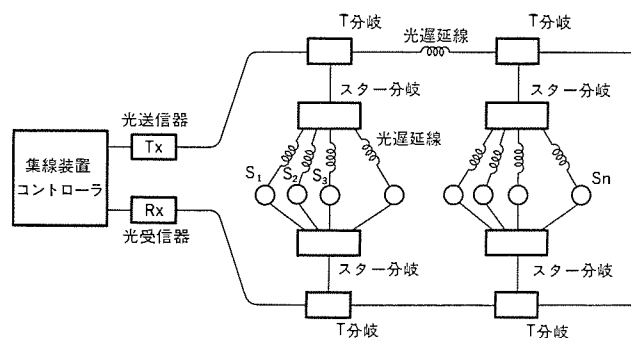 T分岐
光遅延線
T分岐
スター分岐
スター分岐
光送信器
Tx
集線装置
コントローラ
光遅延線
S₁
S₂
S₃
Sn
Rx
光受信器
スター分岐
スター分岐
T分岐
T分岐